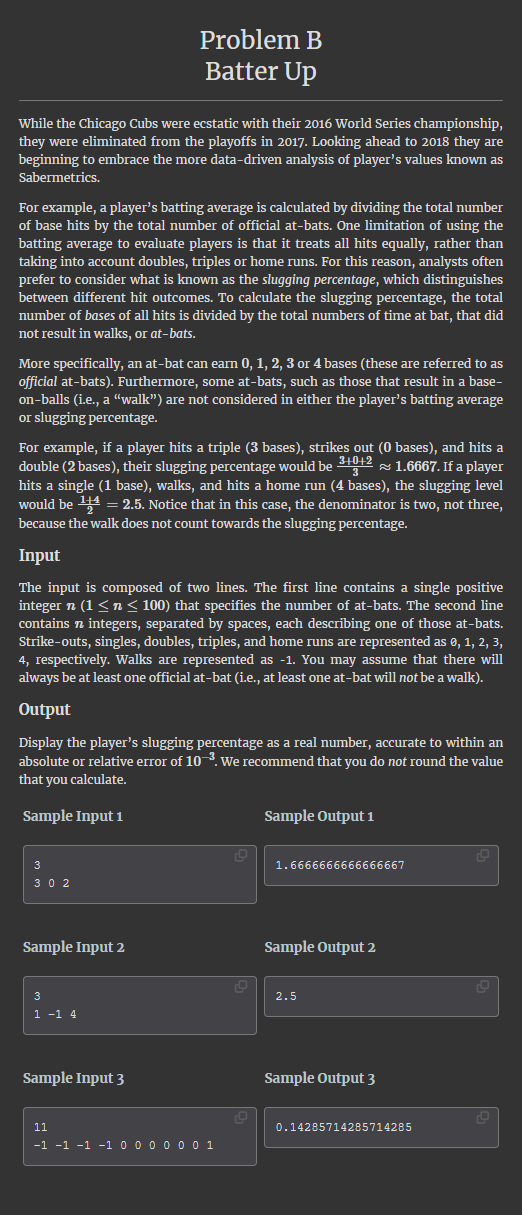 Problem B
Batter Up
While the Chicago Cubs were ecstatic with their 2016 World Series championship,
they were eliminated from the playoffs in 2017. Looking ahead to 2018 they are
beginning to embrace the more data-driven analysis of player's values known as
Sabermetrics.
For example, a player's batting average is calculated by dividing the total number
of base hits by the total number of official at-bats. One limitation of using the
batting average to evaluate players is that it treats all hits equally, rather than
taking into account doubles, triples or home runs. For this reason, analysts often
prefer to consider what is known as the slugging percentage, which distinguishes
between different hit outcomes. To calculate the slugging percentage, the total
number of bases of all hits is divided by the total numbers of time at bat, that did
not result in walks, or at-bats.
More specifically, an at-bat can earn 0, 1, 2, 3 or 4 bases (these are referred to as
official at-bats). Furthermore, some at-bats, such as those that result in a base-
on-balls (i.e., a “walk”) are not considered in either the player's batting average
or slugging percentage.
For example, if a player hits a triple (3 bases), strikes out (0 bases), and hits a
double (2 bases), their slugging percentage would be (3+0+2)/3 ≈ 1.6667. If a player
hits a single (1 base), walks, and hits a home run (4 bases), the slugging level
would be (1+4)/2 = 2.5. Notice that in this case, the denominator is two, not three,
because the walk does not count towards the slugging percentage.
Input
The input is composed of two lines. The first line contains a single positive
integer n (1 ≤ n ≤ 100) that specifies the number of at-bats. The second line
contains n integers, separated by spaces, each describing one of those at-bats.
Strike-outs, singles, doubles, triples, and home runs are represented as 0, 1, 2, 3,
4, respectively. Walks are represented as -1. You may assume that there will
always be at least one official at-bat (i.e., at least one at-bat will not be a walk).
Output
Display the player's slugging percentage as a real number, accurate to within an
absolute or relative error of 10⁻³. We recommend that you do not round the value
that you calculate.
Sample Input 1
Sample Output 1
3
3 0 2
1.6666666666666667
Sample Input 2
Sample Output 2
3
1 -1 4
2.5
Sample Input 3
Sample Output 3
11
-1 -1 -1 -1 0 0 0 0 0 0 1
0.14285714285714285